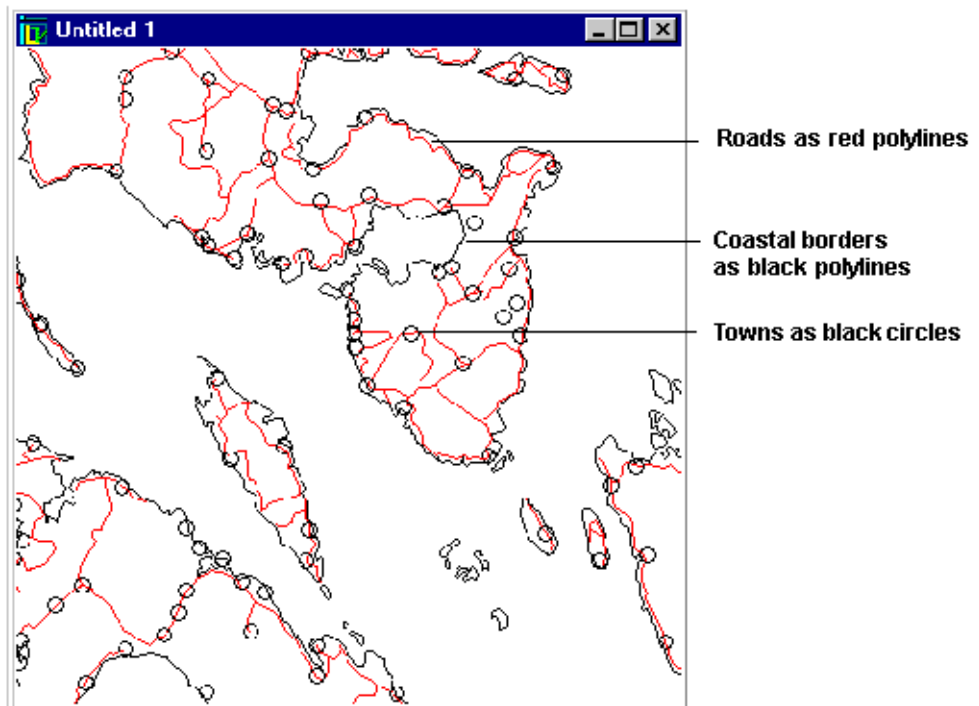 Untitled 1
Roads as red polylines
Coastal borders
as black polylines
Towns as black circles